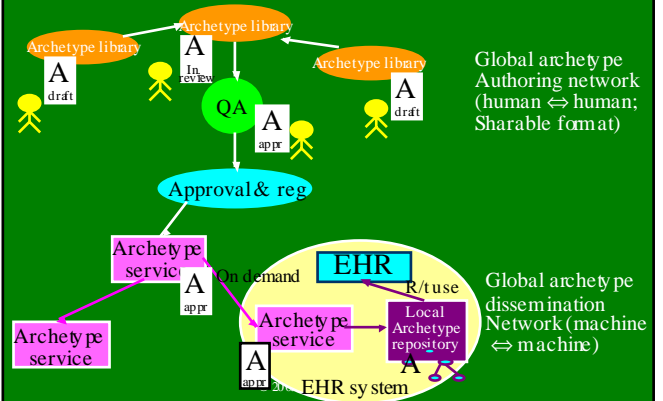 Archetype library
Archetype library
Archetype library
A
In
review
A
draft
A
draft
QA
A
appr
Global archetype
Authoring network
(human ⇔ human;
Sharable format)
Approval & reg
Archetype
service
A
appr
On demand
EHR
R/t use
Archetype
service
Local
Archetype
repository
A
Archetype
service
A
appr
EHR system
Global archetype
dissemination
Network (machine
⇔ machine)